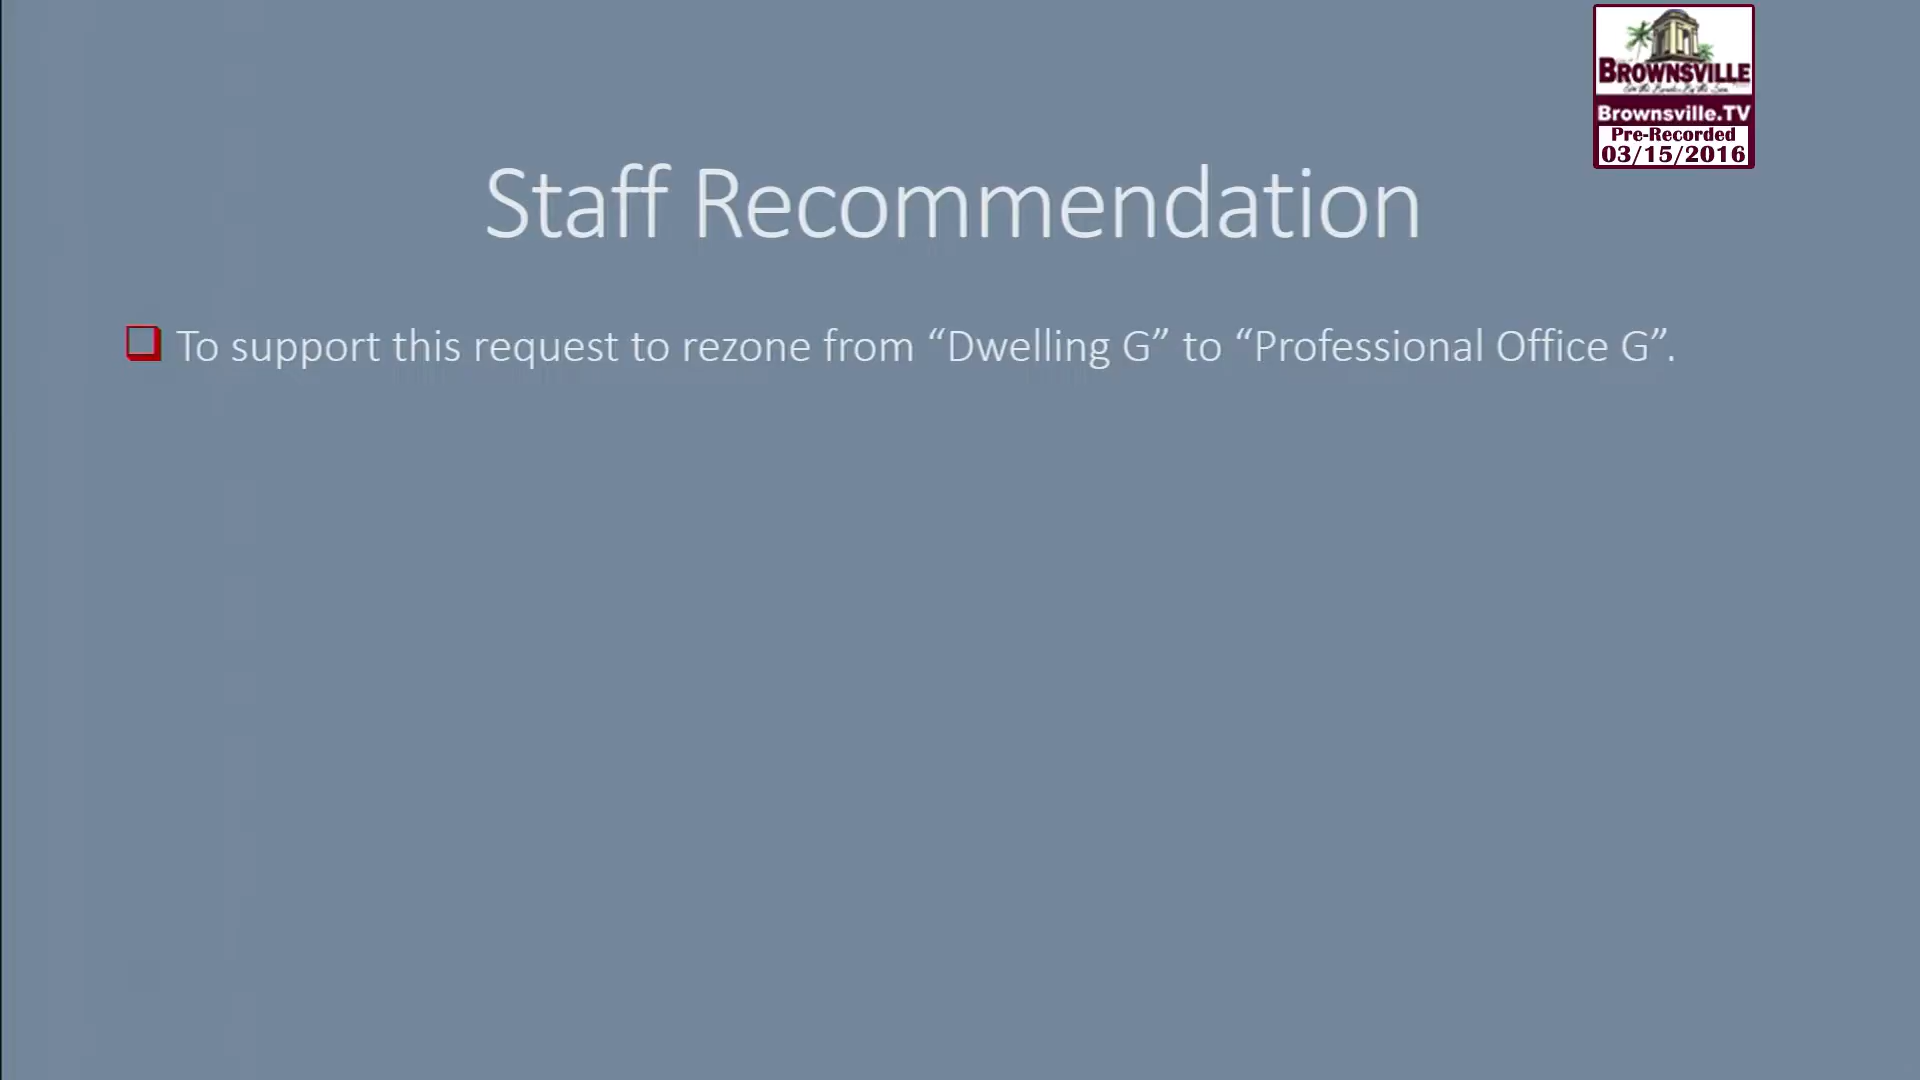 BROWNSVILLE
Brownsville.TV
Pre-Recorded
03/15/2016
Staff Recommendation
To support this request to rezone from “Dwelling G” to “Professional Office G”.